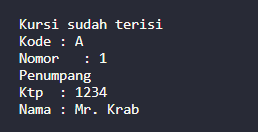 Kursi sudah terisi
Kode : A
Nomor   : 1
Penumpang
Ktp  : 1234
Nama : Mr. Krab